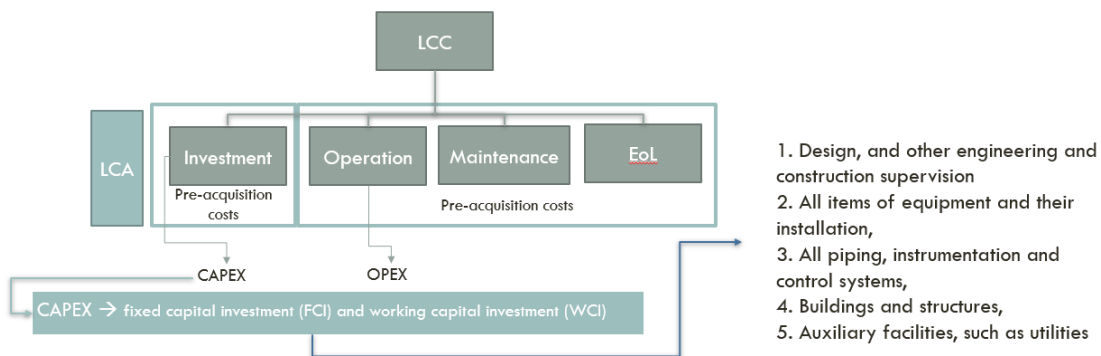 LCC
LCA
Investment
Operation
Maintenance
EoL
Pre-acquisition
costs
Pre-acquisition costs
CAPEX
OPEX
CAPEX → fixed capital investment (FCI) and working capital investment (WCI)
1. Design, and other engineering and
construction supervision
2. All items of equipment and their
installation,
3. All piping, instrumentation and
control systems,
4. Buildings and structures,
5. Auxiliary facilities, such as utilities